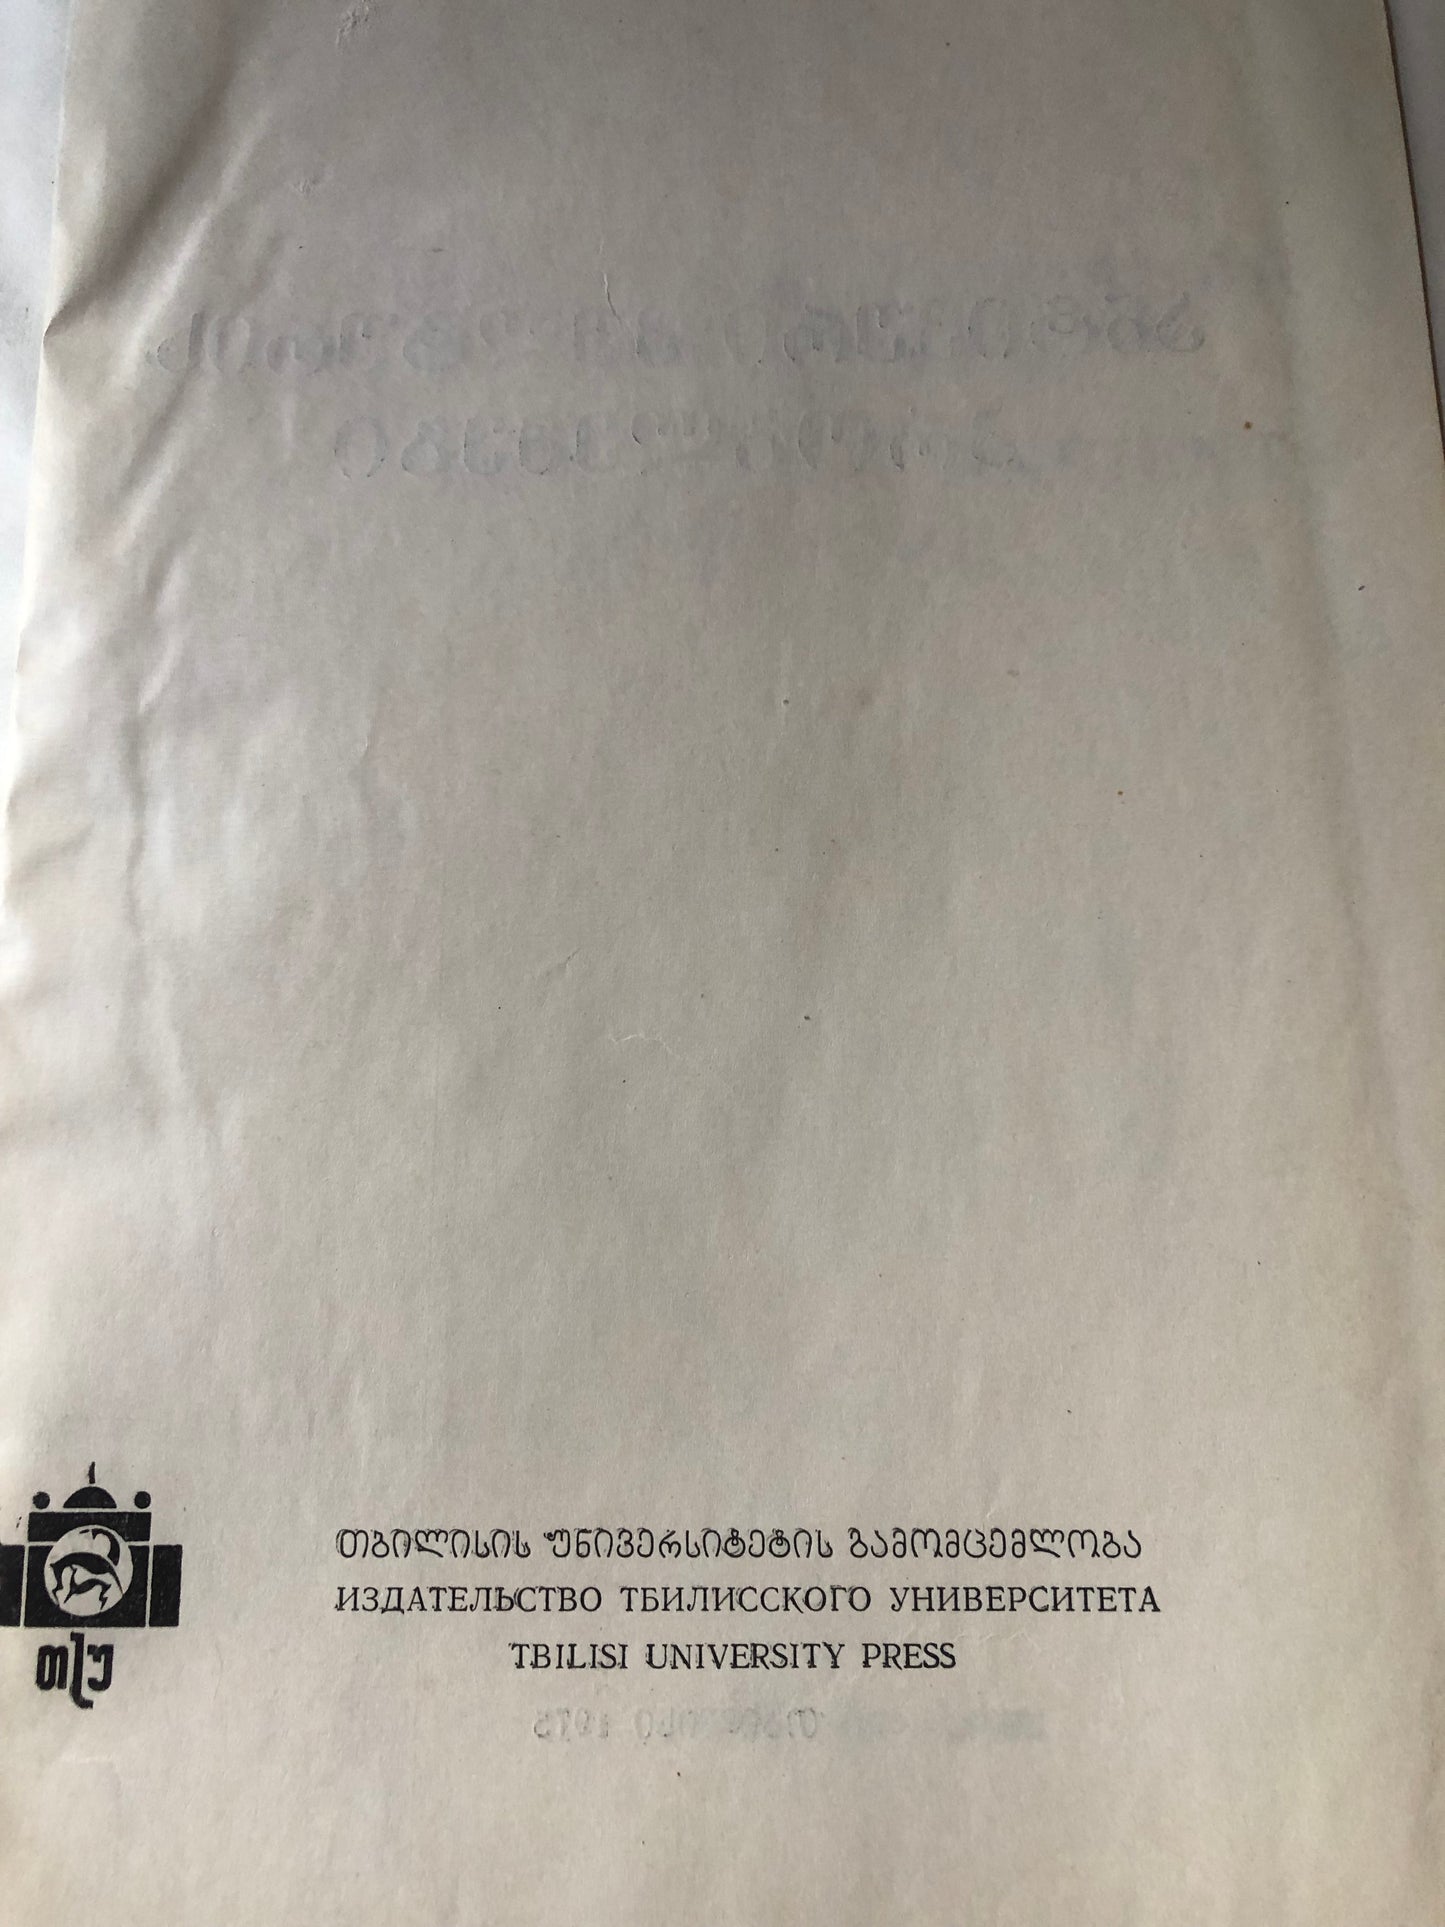 თბილისის უნივერსიტეტის გამომცემლობა
ИЗДАТЕЛЬСТВО ТБИЛИССКОГО УНИВЕРСИТЕТА
TBILISI UNIVERSITY PRESS
თსუ